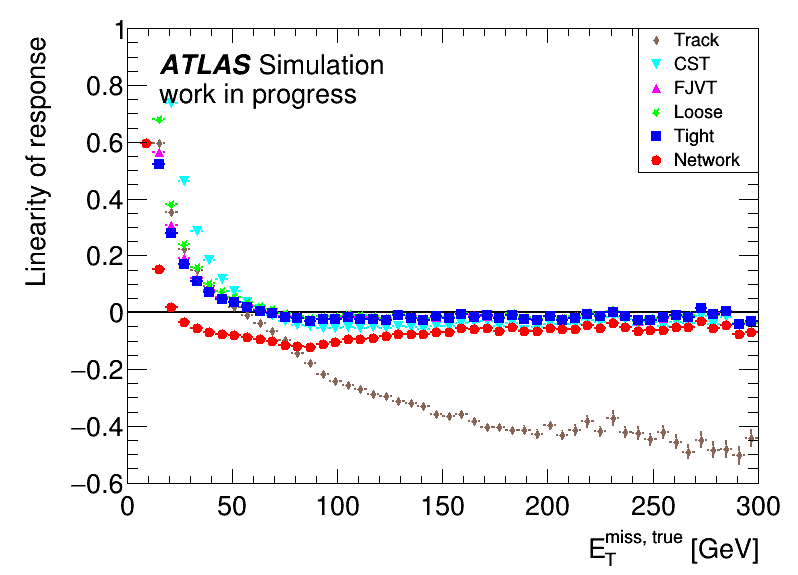 Linearity of response
1
0.8
0.6
0.4
0.2
0
−0.2
−0.4
−0.6
ATLAS Simulation
work in progress
Track
CST
FJVT
Loose
Tight
Network
0 50 100 150 200 250 300
E_T^miss, true [GeV]